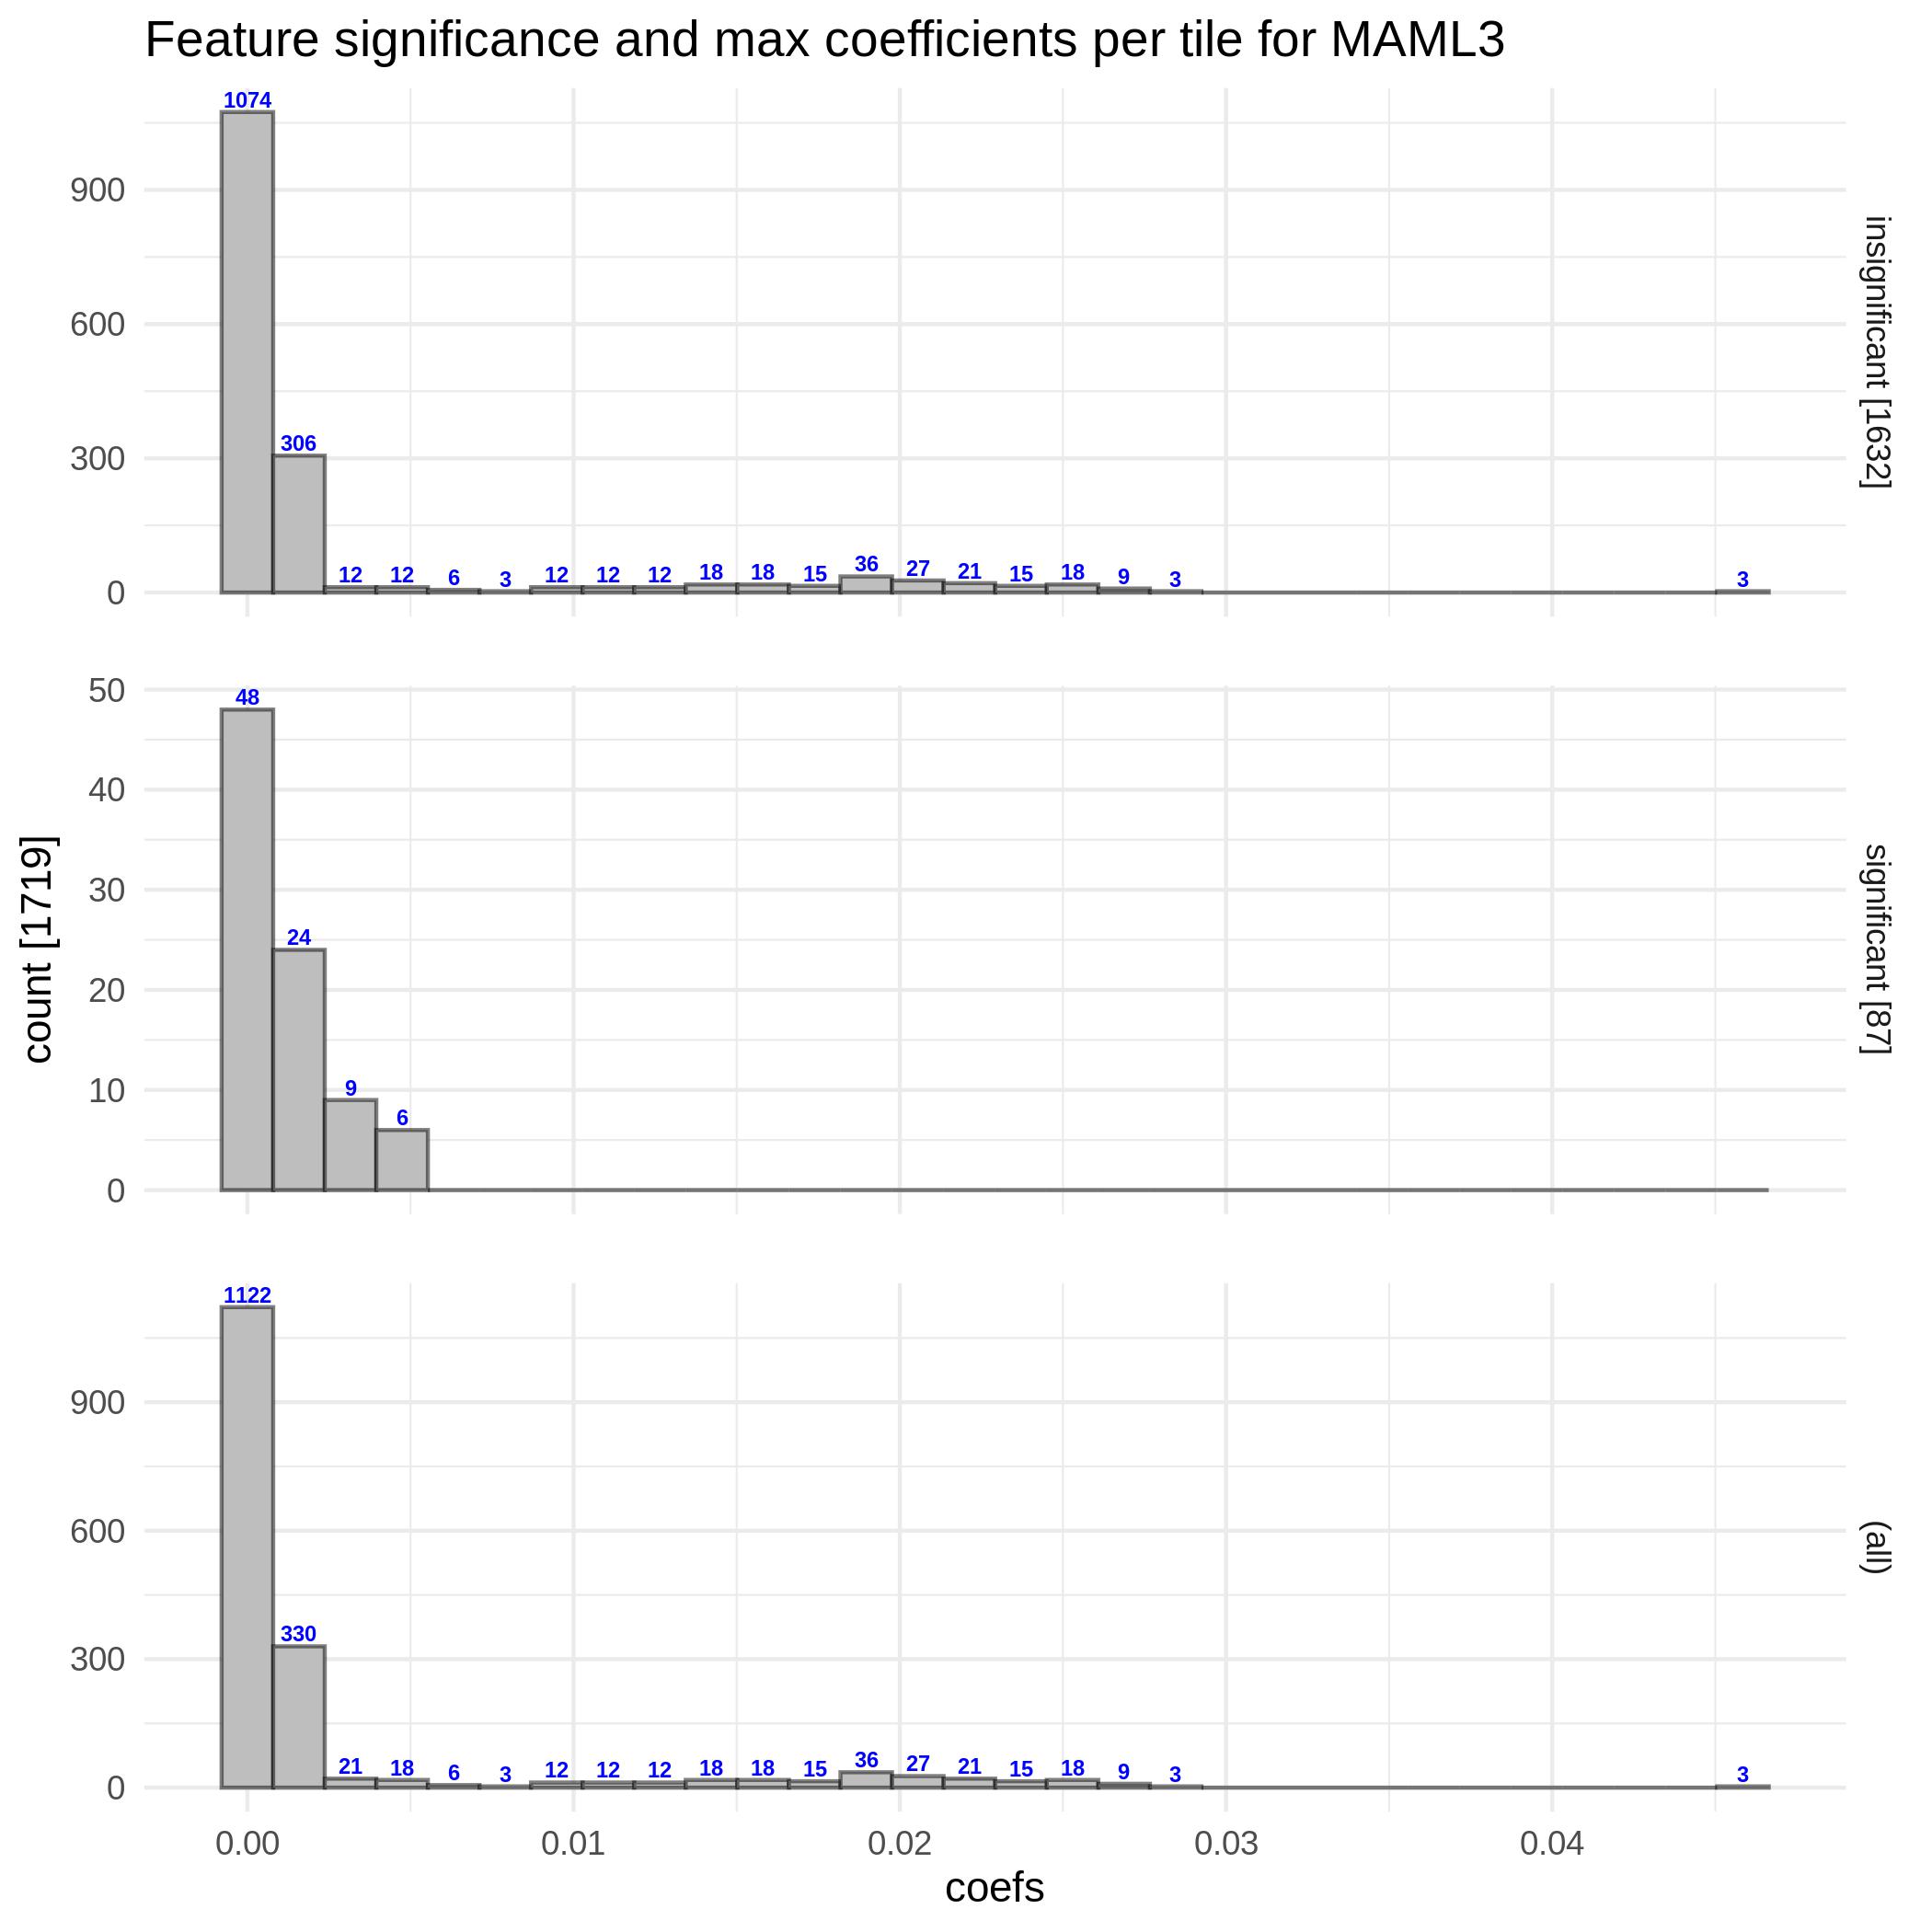 Feature significance and max coefficients per tile for MAML3
1074
306
12 12 6 3 12 12 12 18 18 15 36 27 21 15 18 9 3 3
900
600
300
0
insignificant [1632]
48
24
9
6
50
40
30
20
10
0
significant [87]
count [1719]
1122
330
21 18 6 3 12 12 12 18 18 15 36 27 21 15 18 9 3 3
900
600
300
0
(all)
0.00 0.01 0.02 0.03 0.04
coefs